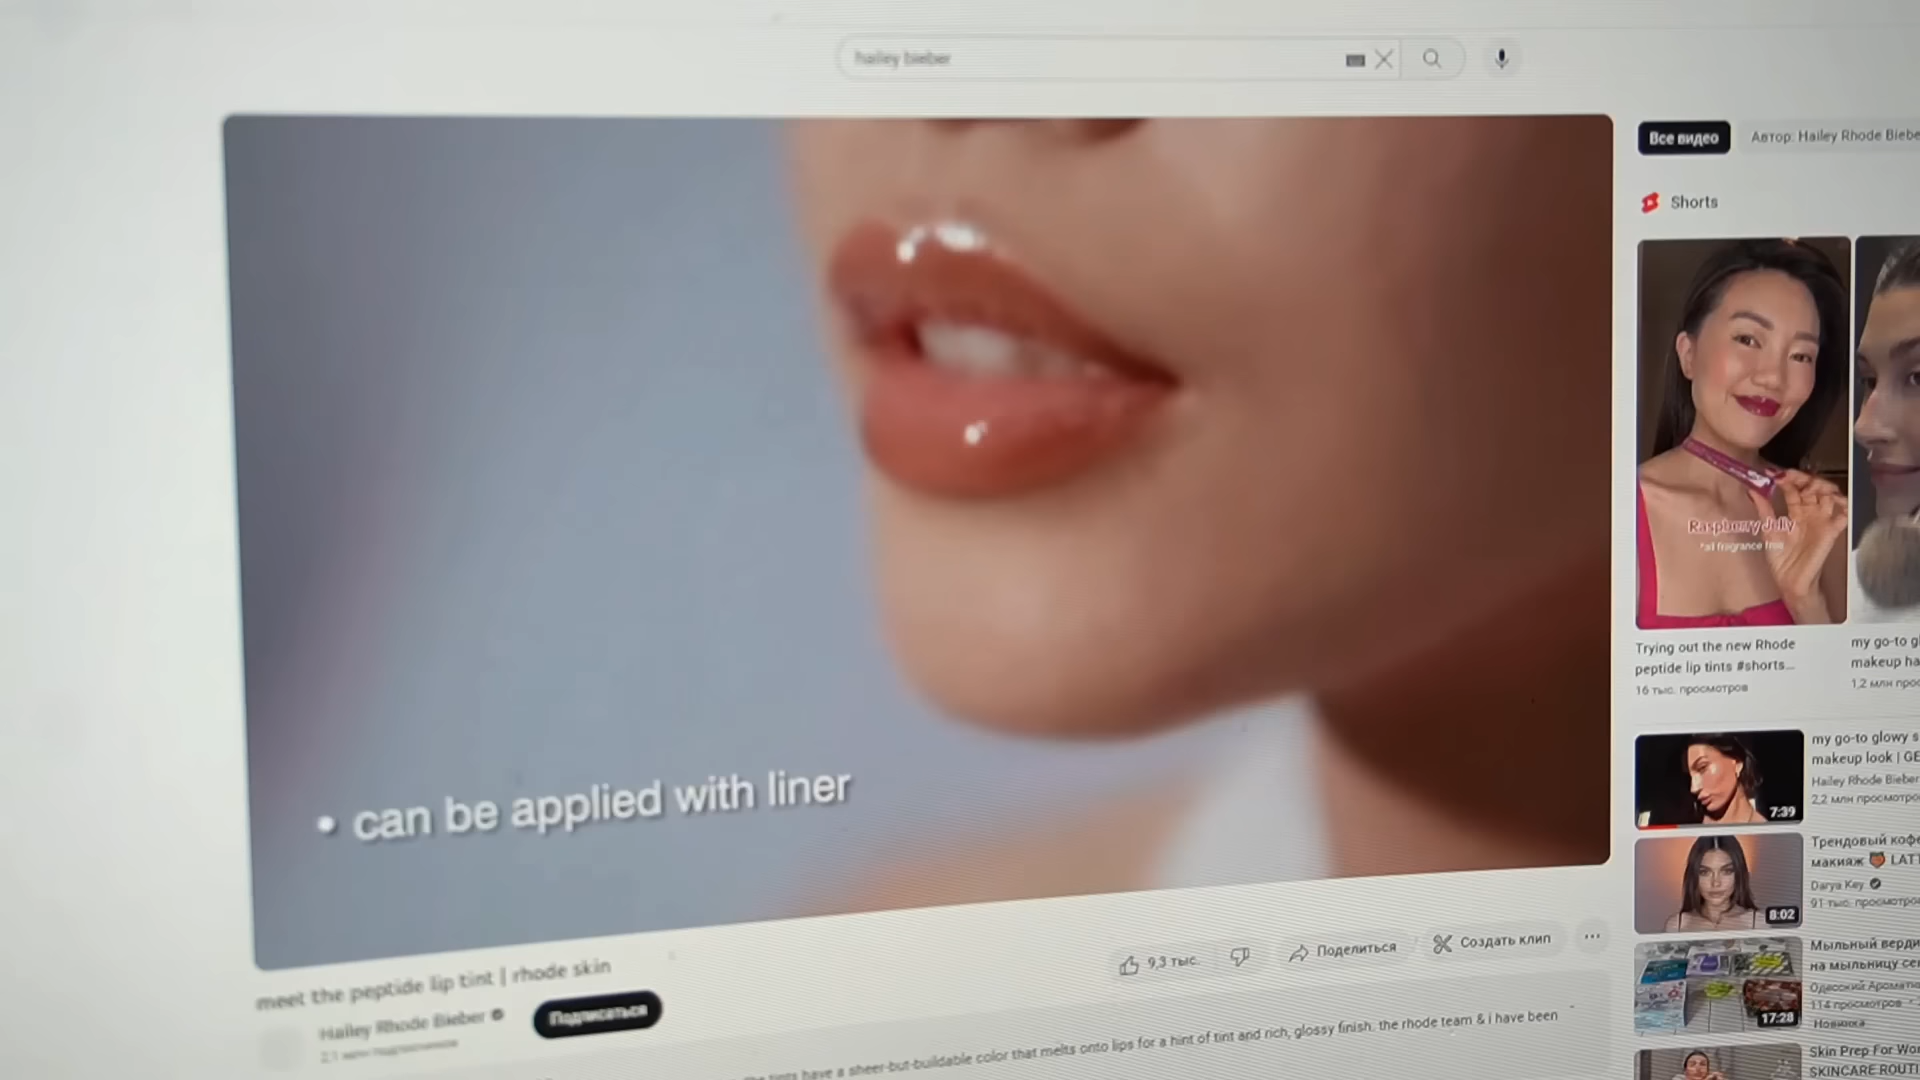 hailey bieber
Все видео
Автор: Hailey Rhode Biebe
Shorts
Raspberry Jelly
Trying out the new Rhode
peptide lip tints #shorts...
16 тыс. просмотров
my go-to gl
makeup ha
1,2 млн прос
• can be applied with liner
my go-to glowy s
makeup look | GE
Hailey Rhode Bieber
2,2 млн просмотро
7:39
Трендовый кофе
макияж LATT
Darya Key
91 тыс. просмотро
8:02
Мыльный верди
на мыльницу сег
Одесский Аромати
114 просмотров
Новинка
17:28
Skin Prep For Wor
SKINCARE ROUTI
meet the peptide lip tint | rhode skin
Hailey Rhode Bieber
Подписаться
9,3 тыс.
Поделиться
Создать клип
tints have a sheer-but-buildable color that melts onto lips for a hint of tint and rich, glossy finish. the rhode team & i have been